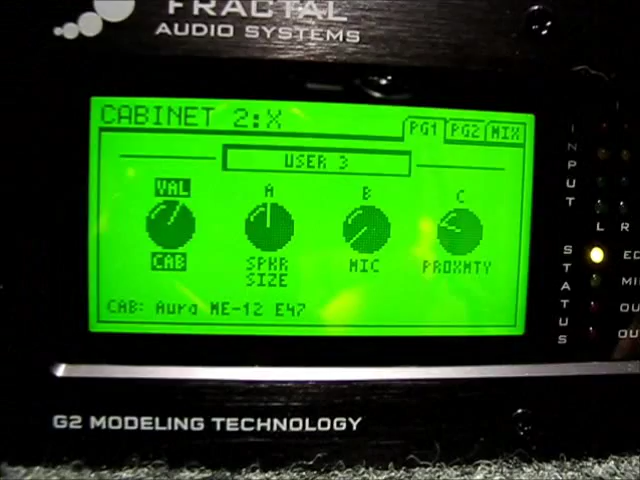 FRACTAL
AUDIO SYSTEMS
CABINET 2:X
PG1 PG2 MIX
USER 3
VAL A B C
CAB SPKR SIZE MIC PROXMTY
CAB: Aura ME-12 E47
INPUT
L R
STATUS
G2 MODELING TECHNOLOGY